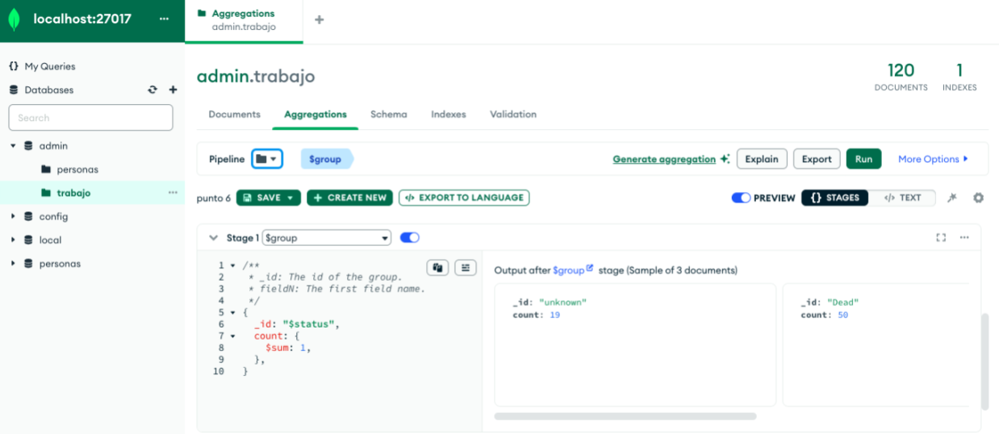 localhost:27017
Aggregations
admin.trabajo
My Queries
Databases
Search
admin
personas
trabajo
config
local
personas
admin.trabajo
120
DOCUMENTS
1
INDEXES
Documents
Aggregations
Schema
Indexes
Validation
Pipeline
$group
Generate aggregation
Explain
Export
Run
More Options
punto 6
SAVE
CREATE NEW
EXPORT TO LANGUAGE
PREVIEW
{} STAGES
</> TEXT
Stage 1
$group
1 /**
2 * _id: The id of the group.
3 * fieldN: The first field name.
4 */
5 {
6 _id: "$status",
7 count: {
8 $sum: 1,
9 },
10 }
Output after $group stage (Sample of 3 documents)
_id: "unknown"
count: 19
_id: "Dead"
count: 50